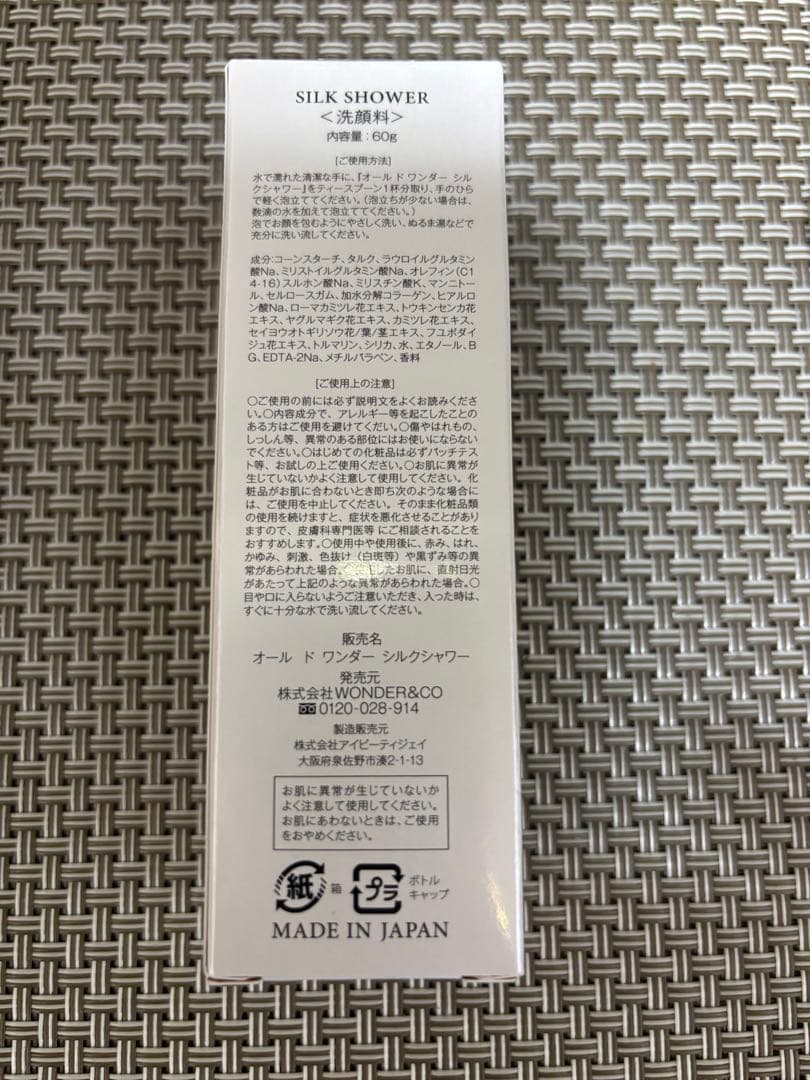 SILK SHOWER
＜洗顔料＞
内容量：60g
[ご使用方法]
水で濡れた清潔な手に、『オール ド ワンダー シル
クシャワー』をティースプーン1杯分取り、手のひら
で軽く泡立ててください。(泡立ちが少ない場合は、
数滴の水を加えて泡立ててください。)
泡でお顔を包むようにやさしく洗い、ぬるま湯などで
充分に洗い流してください。
成分：コーンスターチ、タルク、ラウロイルグルタミン
酸Na、ミリストイルグルタミン酸Na、オレフィン(C1
4-16)スルホン酸Na、ミリスチン酸K、マンニトー
ル、セルロースガム、加水分解コラーゲン、ヒアルロ
ン酸Na、ローマカミツレ花エキス、トウキンセンカ花
エキス、ヤグルマギク花エキス、カミツレ花エキス、
セイヨウオトギリソウ花/葉/茎エキス、フユボダイ
ジュ花エキス、トルマリン、シリカ、水、エタノール、B
G、EDTA-2Na、メチルパラベン、香料
[ご使用上の注意]
○ご使用の前には必ず説明文をよくお読みくださ
い。○内容成分で、アレルギー等を起こしたことの
ある方はご使用を避けてください。○傷やはれもの、
しっしん等、異常のある部位にはお使いにならない
でください。○はじめての化粧品は必ずパッチテス
ト等、お試しの上ご使用ください。○お肌に異常が
生じていないかよく注意して使用してください。化
粧品がお肌に合わないとき即ち次のような場合に
は、ご使用を中止してください。そのまま化粧品類
の使用を続けますと、症状を悪化させることがあり
ますので、皮膚科専門医等 にご相談されることを
おすすめします。○使用中や使用後に、赤み、はれ、
かゆみ、刺激、色抜け（白斑等）や黒ずみ等の異
常があらわれた場合、したお肌に、直射日光
があたって上記のような異常があらわれた場合。○
目や口に入らないようご注意いただき、入った時は、
すぐに十分な水で洗い流してください。
販売名
オール ド ワンダー シルクシャワー
発売元
株式会社WONDER&CO
0120-028-914
製造販売元
株式会社アイピーティジェイ
大阪府泉佐野市湊2-1-13
お肌に異常が生じていないか
よく注意して使用してください。
お肌にあわないときは、ご使用
をおやめください。
紙 箱 プラ ボトル
キャップ
MADE IN JAPAN